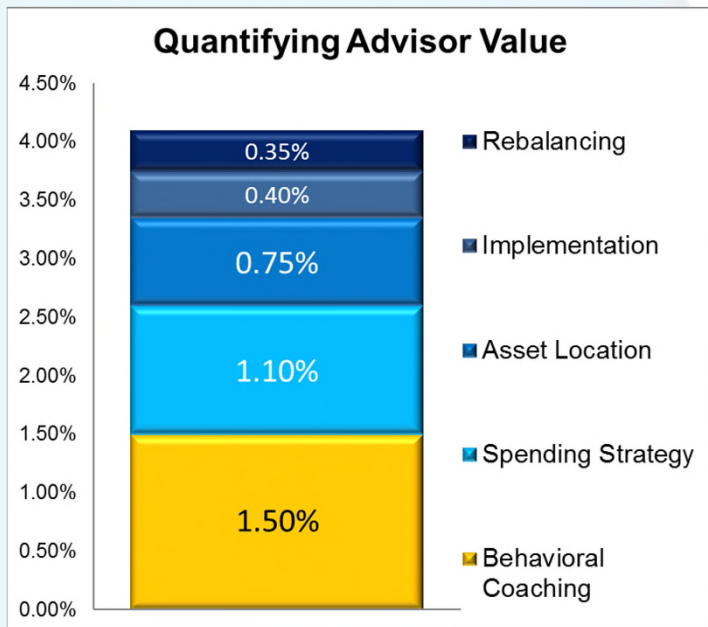 Quantifying Advisor Value
4.50%
4.00%
3.50%
3.00%
2.50%
2.00%
1.50%
1.00%
0.50%
0.00%
0.35%
0.40%
0.75%
1.10%
1.50%
Rebalancing
Implementation
Asset Location
Spending Strategy
Behavioral
Coaching